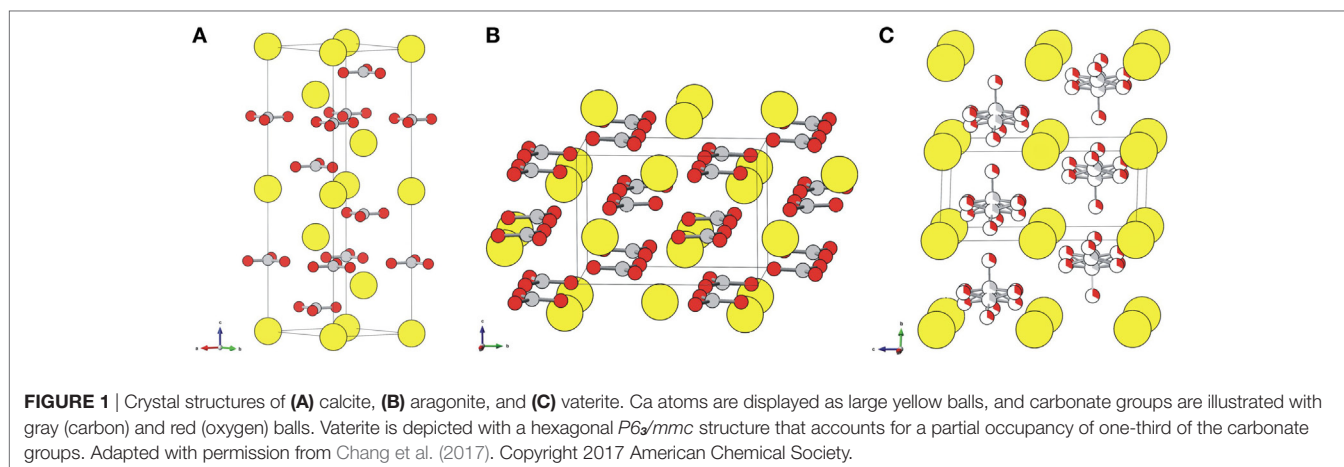 A
B
C
c
a
b
c
b
b
c
FIGURE 1 | Crystal structures of (A) calcite, (B) aragonite, and (C) vaterite. Ca atoms are displayed as large yellow balls, and carbonate groups are illustrated with
gray (carbon) and red (oxygen) balls. Vaterite is depicted with a hexagonal P6₃/mmc structure that accounts for a partial occupancy of one-third of the carbonate
groups. Adapted with permission from Chang et al. (2017). Copyright 2017 American Chemical Society.